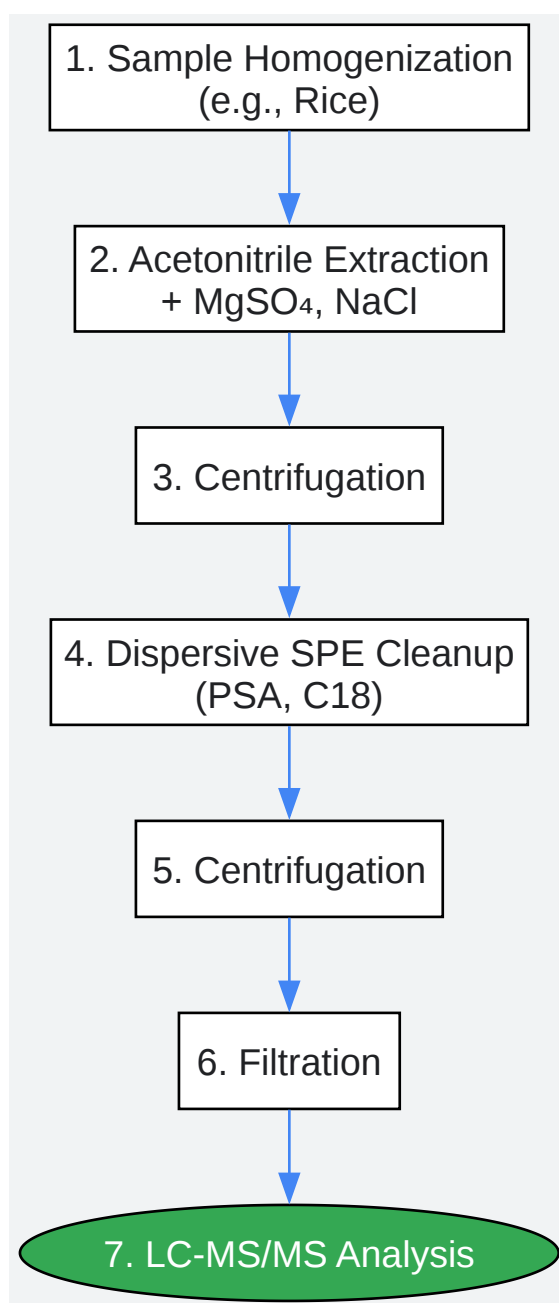 1. Sample Homogenization
(e.g., Rice)
2. Acetonitrile Extraction
+ MgSO₄, NaCl
3. Centrifugation
4. Dispersive SPE Cleanup
(PSA, C18)
5. Centrifugation
6. Filtration
7. LC-MS/MS Analysis